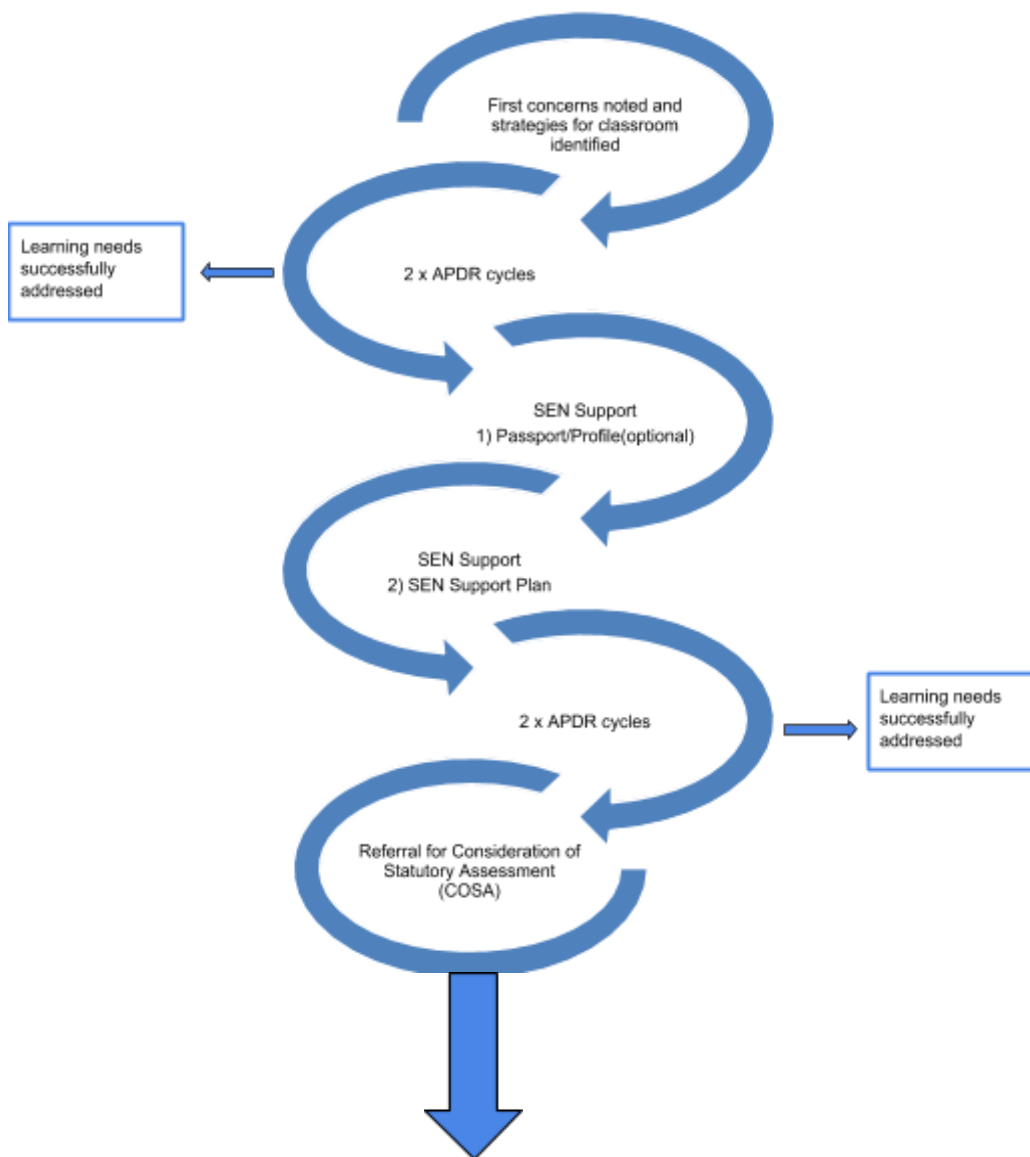 First concerns noted and
strategies for classroom
identified
Learning needs
successfully
addressed
2 x APDR cycles
SEN Support
1) Passport/Profile(optional)
SEN Support
2) SEN Support Plan
2 x APDR cycles
Learning needs
successfully
addressed
Referral for Consideration of
Statutory Assessment
(COSA)